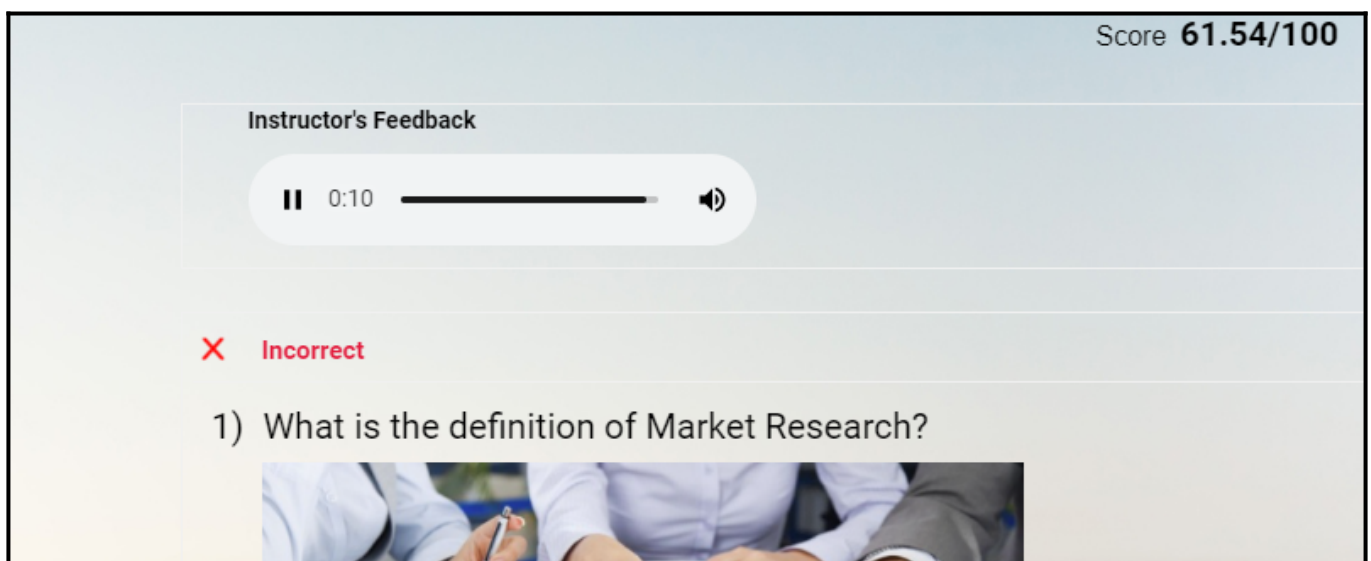 Score 61.54/100
Instructor's Feedback
0:10
Incorrect
1) What is the definition of Market Research?